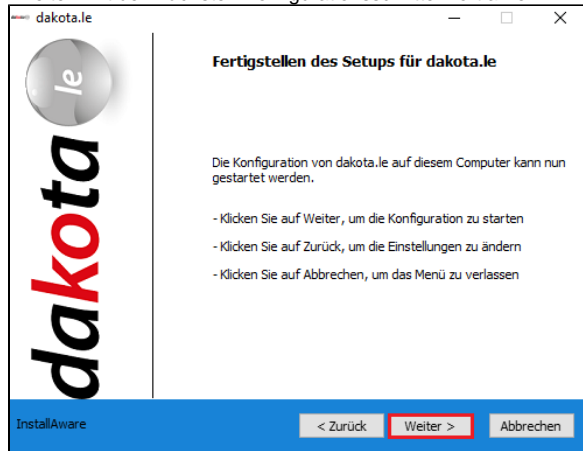 dakota.le
Fertigstellen des Setups für dakota.le
le
dakota
Die Konfiguration von dakota.le auf diesem Computer kann nun
gestartet werden.
- Klicken Sie auf Weiter, um die Konfiguration zu starten
- Klicken Sie auf Zurück, um die Einstellungen zu ändern
- Klicken Sie auf Abbrechen, um das Menü zu verlassen
InstallAware
< Zurück
Weiter >
Abbrechen